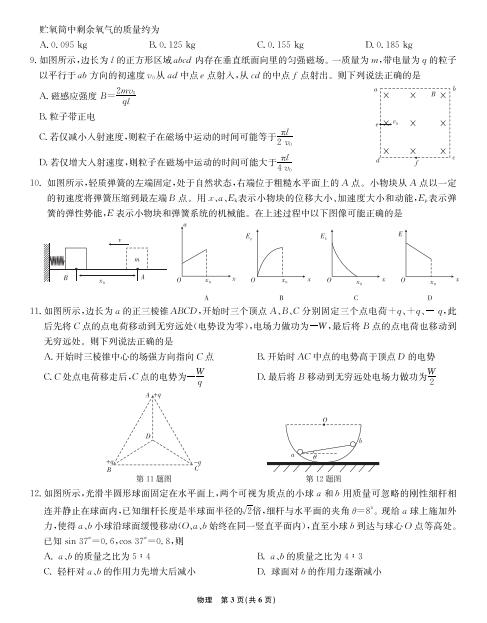 贮氧筒中剩余氧气的质量约为
A. 0.095 kg B. 0.125 kg C. 0.155 kg D. 0.185 kg
9. 如图所示,边长为 l 的正方形区域 abcd 内存在垂直纸面向里的匀强磁场。一质量为 m,带电量为 q 的粒子
以平行于 ab 方向的初速度 v₀从 ad 中点 e 点射入,从 cd 的中点 f 点射出。则下列说法正确的是
A. 磁感应强度 B=2mv₀/ql
B. 粒子带正电
C. 若仅减小入射速度,则粒子在磁场中运动的时间可能等于πl/2v₀
D. 若仅增大入射速度,则粒子在磁场中运动的时间可能大于πl/4v₀
a b B e v₀ d f c
10. 如图所示,轻质弹簧的左端固定,处于自然状态,右端位于粗糙水平面上的 A 点。小物块从 A 点以一定
的初速度将弹簧压缩到最左端 B 点。用 x、a、Eₖ表示小物块的位移大小、加速度大小和动能,Eₚ表示弹
簧的弹性势能,E 表示小物块和弹簧系统的机械能。在上述过程中以下图像可能正确的是
v m B x₀ A
a O x₀ x
Eₚ O x₀ x
Eₖ O x₀ x
E O x₀ x
A B C D
11. 如图所示,边长为 a 的正三棱锥 ABCD,开始时三个顶点 A、B、C 分别固定三个点电荷+q、+q、−q,此
后先将 C 点的点电荷移动到无穷远处(电势设为零),电场力做功为−W,最后将 B 点的点电荷也移动到
无穷远处。则下列说法正确的是
A. 开始时三棱锥中心的场强方向指向 C 点 B. 开始时 AC 中点的电势高于顶点 D 的电势
C. C 处点电荷移走后,C 点的电势为−W/q D. 最后将 B 移动到无穷远处电场力做功为W/2
A +q D +q B −q C
O a b θ
第 11 题图 第 12 题图
12. 如图所示,光滑半圆形球面固定在水平面上,两个可视为质点的小球 a 和 b 用质量可忽略的刚性细杆相
连并静止在球面内,已知细杆长度是半球面半径的√2倍,细杆与水平面的夹角 θ=8°。现给 a 球上施加外
力,使得 a、b 小球沿球面缓慢移动(O、a、b 始终在同一竖直平面内),直至小球 b 到达与球心 O 点等高处。
已知 sin 37°=0.6,cos 37°=0.8,则
A. a、b 的质量之比为 5∶4 B. a、b 的质量之比为 4∶3
C. 轻杆对 a、b 的作用力先增大后减小 D. 球面对 b 的作用力逐渐减小
物理 第 3 页(共 6 页)